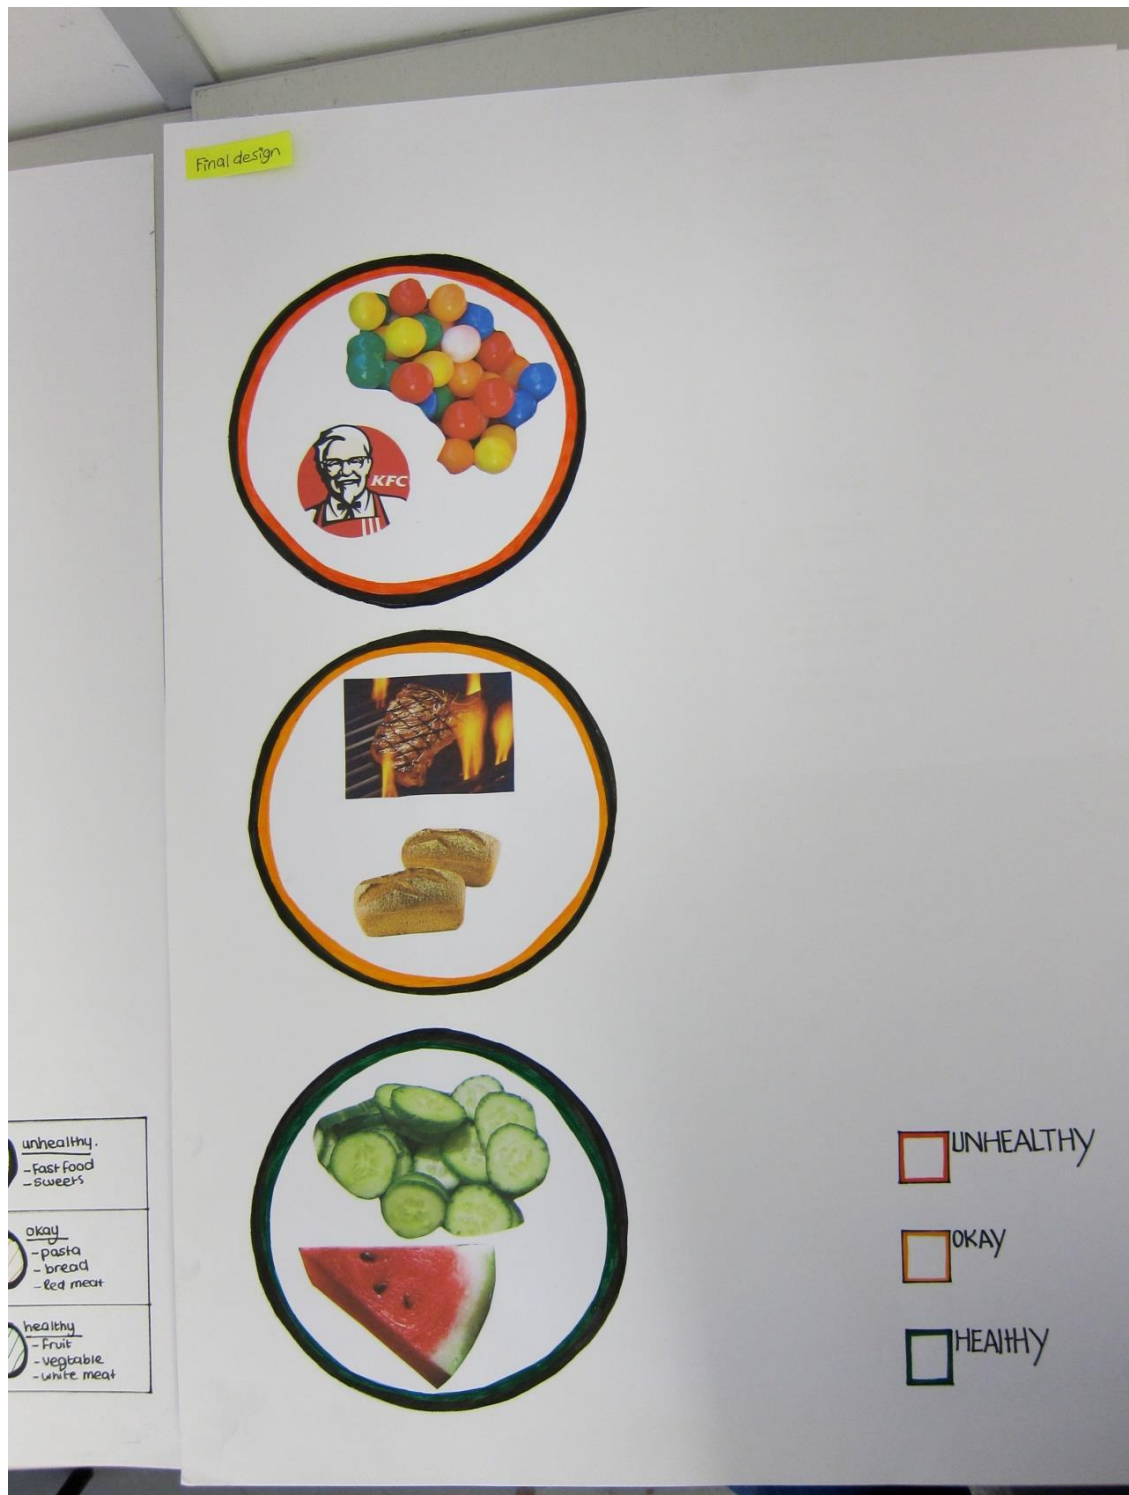 Final design
KFC
unhealthy.
- Fast food
- sweets
okay
- pasta
- bread
- Red meat
healthy
- Fruit
- vegtable
- white meat
UNHEALTHY
OKAY
HEAlTHY